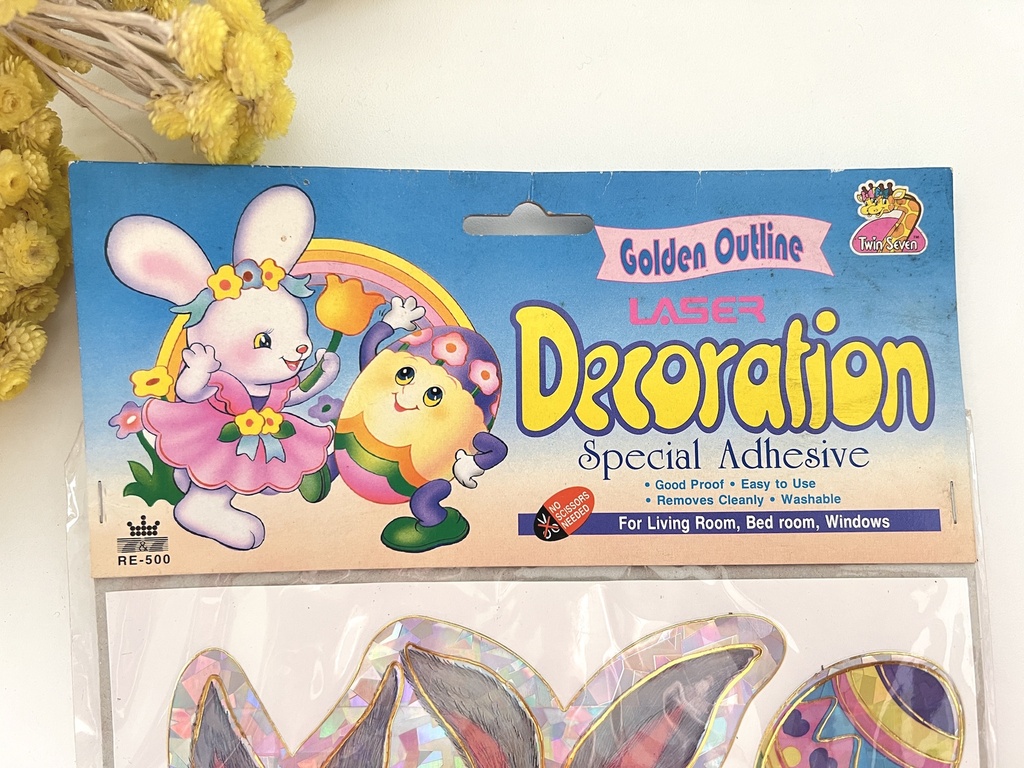 Golden Outline
Twin Seven™
LASER
Decoration
Special Adhesive
• Good Proof • Easy to Use
• Removes Cleanly • Washable
NO
SCISSORS
NEEDED
For Living Room, Bed room, Windows
&
RE-500